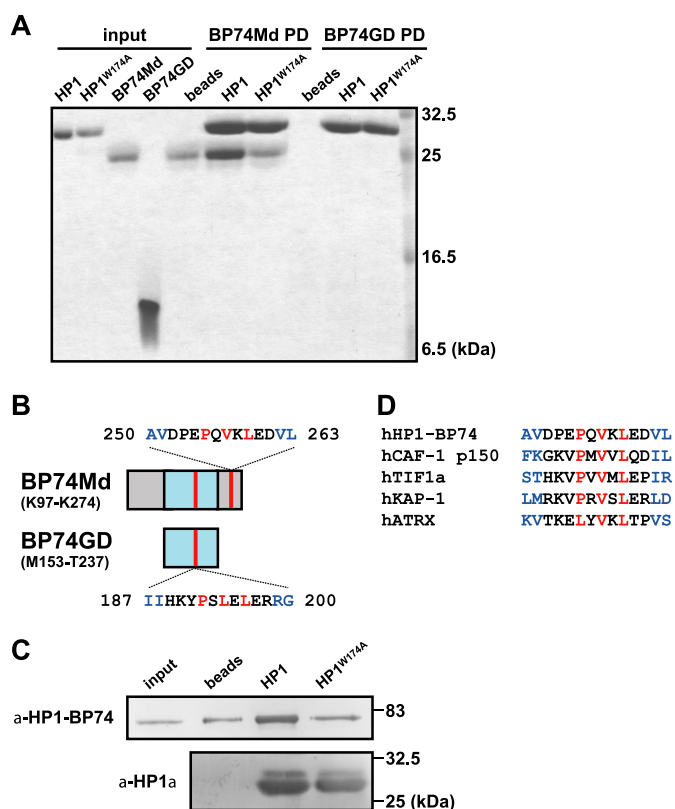 A
input BP74Md PD BP74GD PD
HP1 HP1W174A BP74Md BP74GD beads HP1 HP1W174A beads HP1 HP1W174A
32.5
25
16.5
6.5 (kDa)
B
250 AVDPEPQVKLEDVL 263
BP74Md
(K97-K274)
BP74GD
(M153-T237)
187 IIHKYPSLELERRG 200
D
hHP1-BP74 AVDPEPQVKLEDVL
hCAF-1 p150 FKGKVPMVVLQDIL
hTIF1a STHKVPVVMLEPIR
hKAP-1 LMRKVPRVSLERLD
hATRX KVTKELYVKLTPVS
C
input beads HP1 HP1W174A
a-HP1-BP74
83
a-HP1a
32.5
25 (kDa)